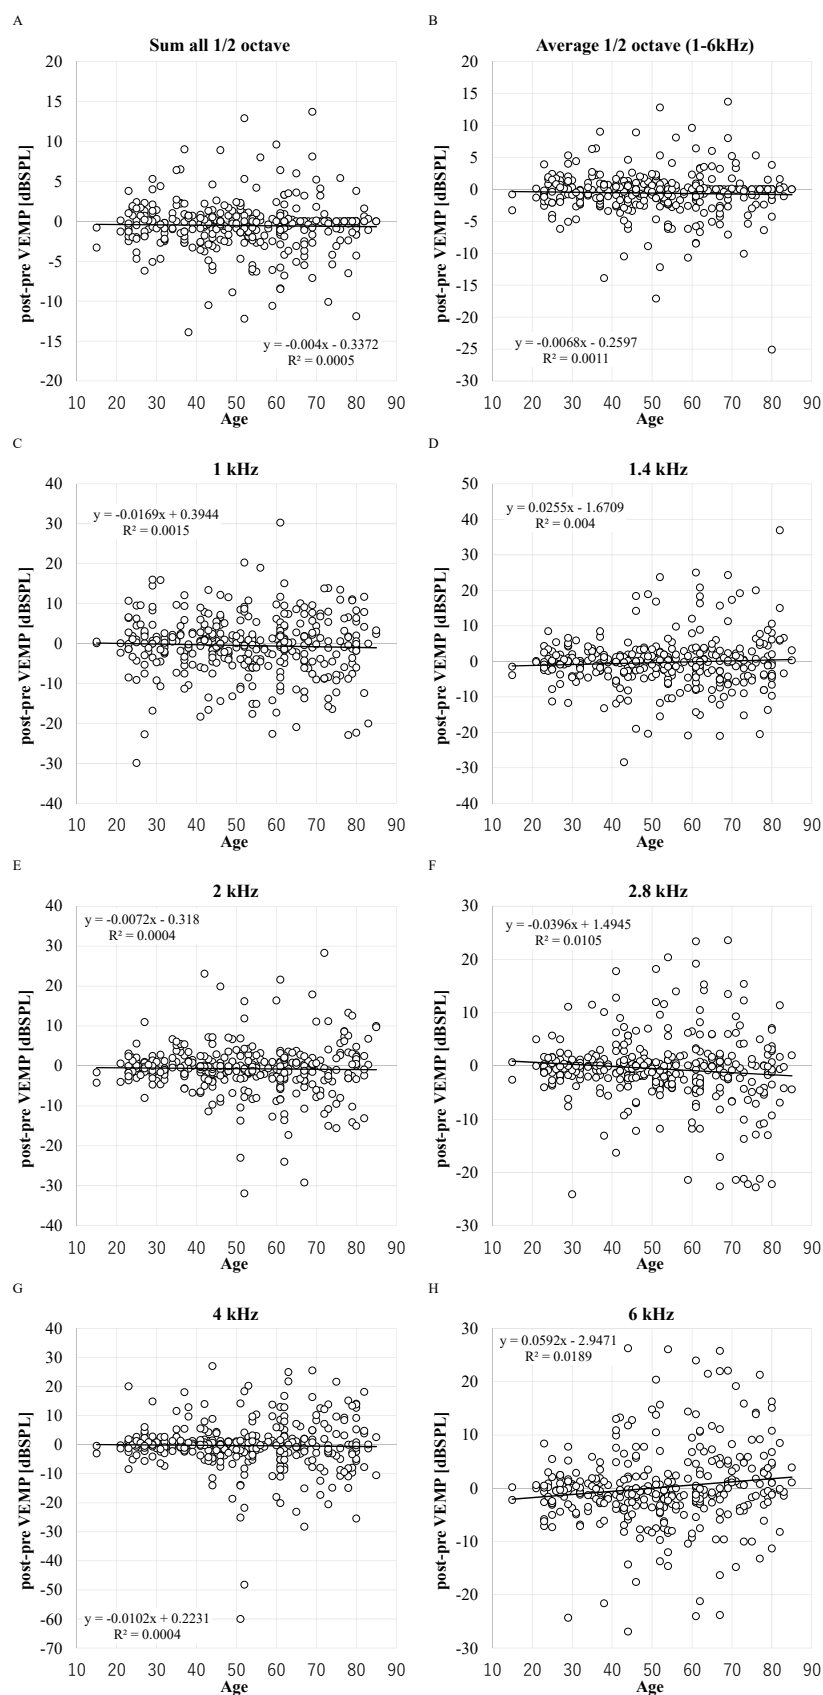 A
Sum all 1/2 octave
post-pre VEMP [dBSPL]
20
15
10
5
0
-5
-10
-15
-20
y = -0.004x - 0.3372
R² = 0.0005
10 20 30 40 50 60 70 80 90
Age
B
Average 1/2 octave (1-6kHz)
post-pre VEMP [dBSPL]
20
15
10
5
0
-5
-10
-15
-20
-25
-30
y = -0.0068x - 0.2597
R² = 0.0011
10 20 30 40 50 60 70 80 90
Age
C
1 kHz
post-pre VEMP [dBSPL]
40
30
20
10
0
-10
-20
-30
-40
y = -0.0169x + 0.3944
R² = 0.0015
10 20 30 40 50 60 70 80 90
Age
D
1.4 kHz
post-pre VEMP [dBSPL]
50
40
30
20
10
0
-10
-20
-30
-40
y = 0.0255x - 1.6709
R² = 0.004
10 20 30 40 50 60 70 80 90
Age
E
2 kHz
post-pre VEMP [dBSPL]
40
30
20
10
0
-10
-20
-30
-40
y = -0.0072x - 0.318
R² = 0.0004
10 20 30 40 50 60 70 80 90
Age
F
2.8 kHz
post-pre VEMP [dBSPL]
30
20
10
0
-10
-20
-30
y = -0.0396x + 1.4945
R² = 0.0105
10 20 30 40 50 60 70 80 90
Age
G
4 kHz
post-pre VEMP [dBSPL]
40
30
20
10
0
-10
-20
-30
-40
-50
-60
-70
y = -0.0102x + 0.2231
R² = 0.0004
10 20 30 40 50 60 70 80 90
Age
H
6 kHz
post-pre VEMP [dBSPL]
30
20
10
0
-10
-20
-30
y = 0.0592x - 2.9471
R² = 0.0189
10 20 30 40 50 60 70 80 90
Age